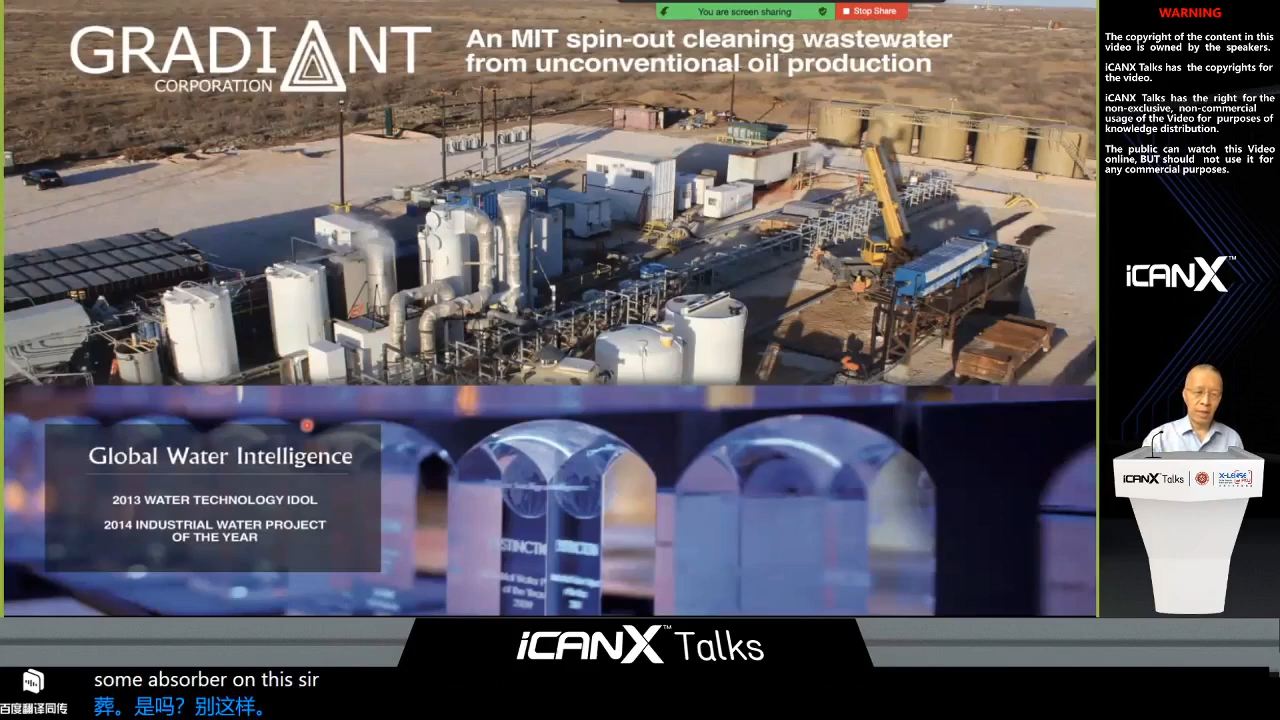 You are screen sharing
Stop Share
GRADIANT
CORPORATION
An MIT spin-out cleaning wastewater
from unconventional oil production
Global Water Intelligence
2013 WATER TECHNOLOGY IDOL
2014 INDUSTRIAL WATER PROJECT
OF THE YEAR
WARNING
The copyright of the content in this
video is owned by the speakers.
iCANX Talks has the copyrights for
the video.
iCANX Talks has the right for the
non-exclusive, non-commercial
usage of the Video for purposes of
knowledge distribution.
The public can watch this Video
online, BUT should not use it for
any commercial purposes.
iCANX™
iCANX Talks
X-LENSE
iCANX™ Talks
百度翻译同传
some absorber on this sir
葬。是吗？别这样。